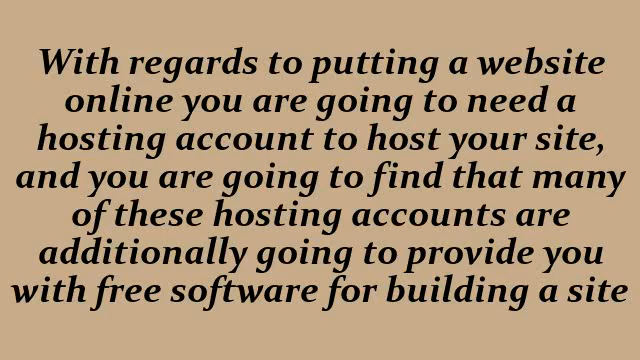 With regards to putting a website
online you are going to need a
hosting account to host your site,
and you are going to find that many
of these hosting accounts are
additionally going to provide you
with free software for building a site